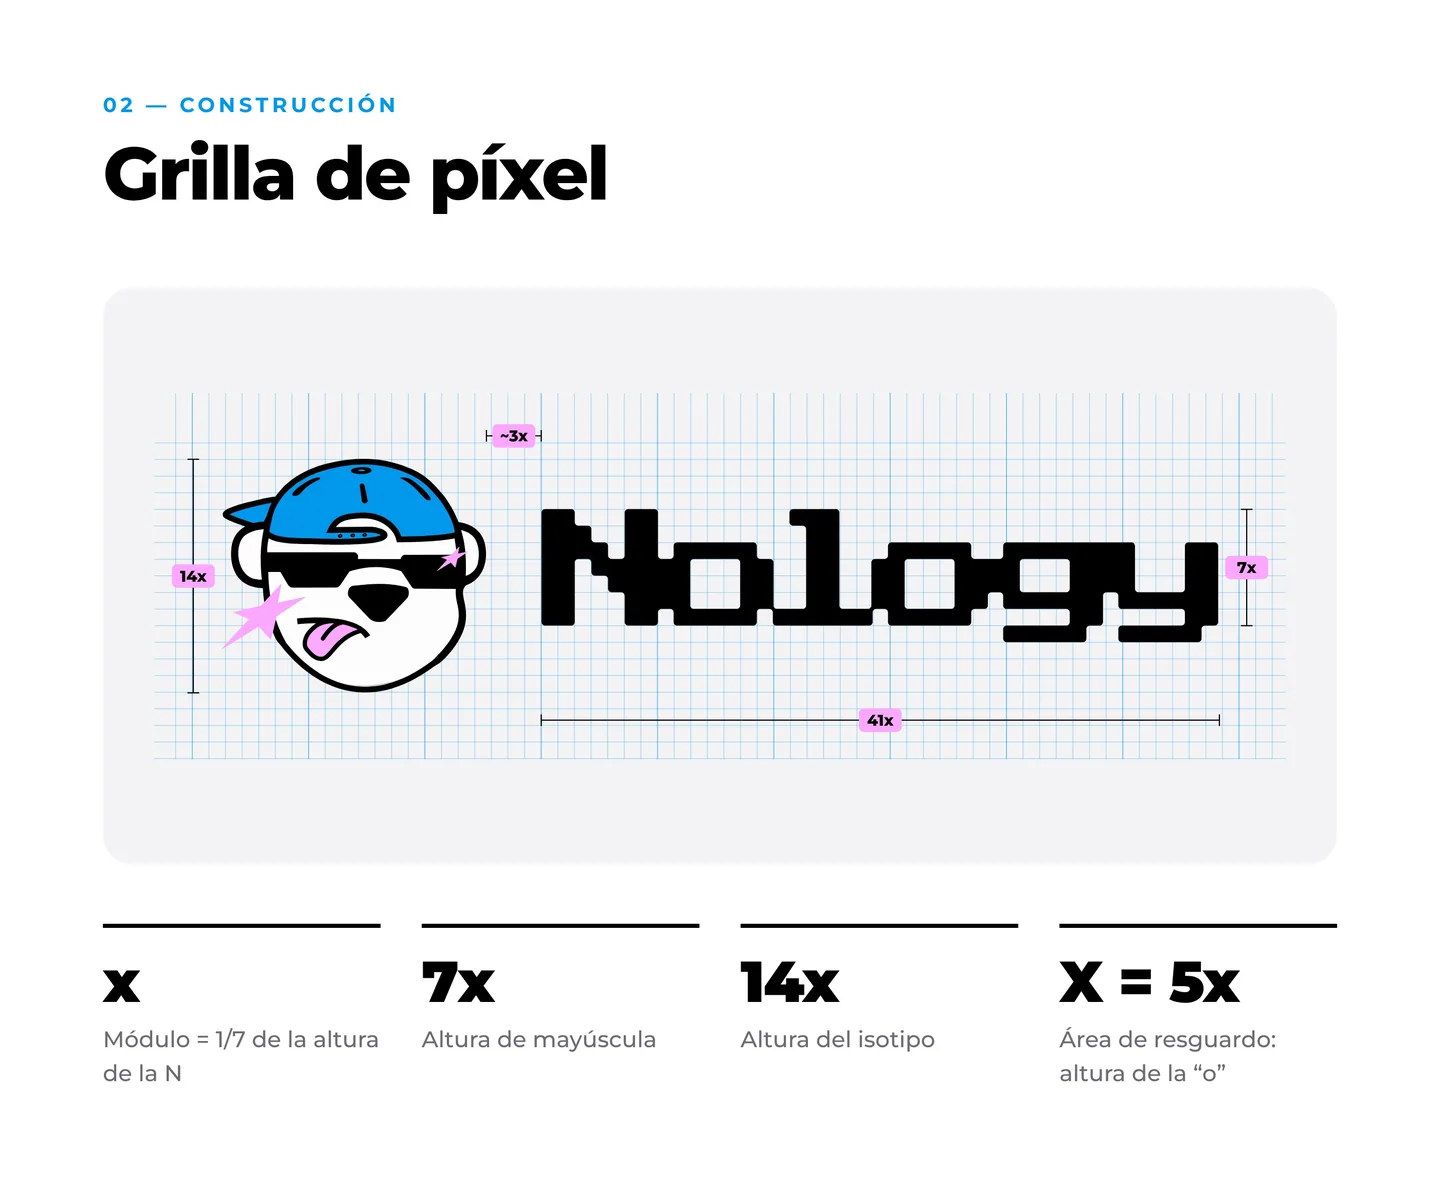 02 — CONSTRUCCIÓN
Grilla de píxel
~3x
14x
Nology
7x
41x
x
Módulo = 1/7 de la altura
de la N
7x
Altura de mayúscula
14x
Altura del isotipo
X = 5x
Área de resguardo:
altura de la “o”